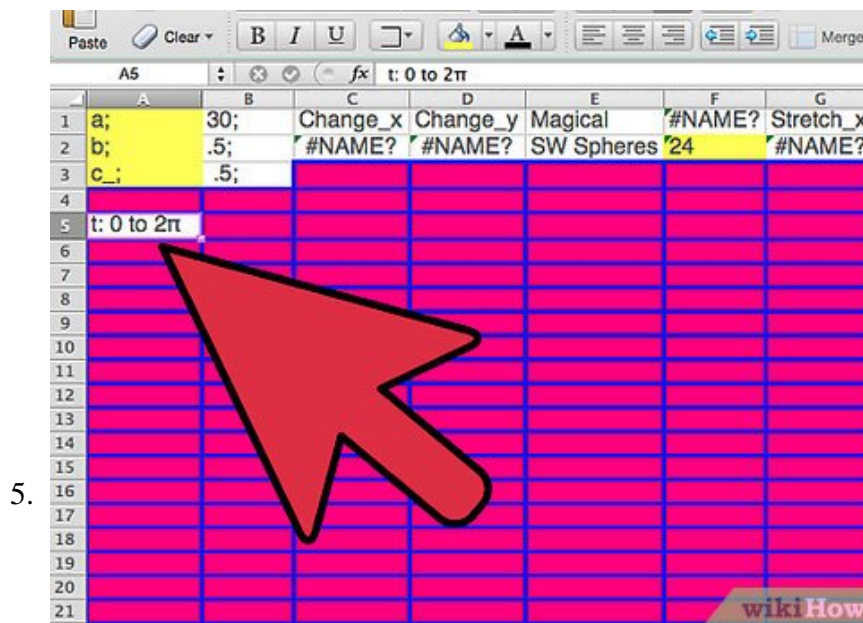 Paste Clear B I U A Merge
A5 fx t: 0 to 2π
A B C D E F G
1 a; 30; Change_x Change_y Magical #NAME? Stretch_x
2 b; .5; #NAME? #NAME? SW Spheres 24 #NAME?
3 c_; .5;
4
5 t: 0 to 2π
6
7
8
9
10
11
12
13
14
15
5.
16
17
18
19
20
21
wikiHow